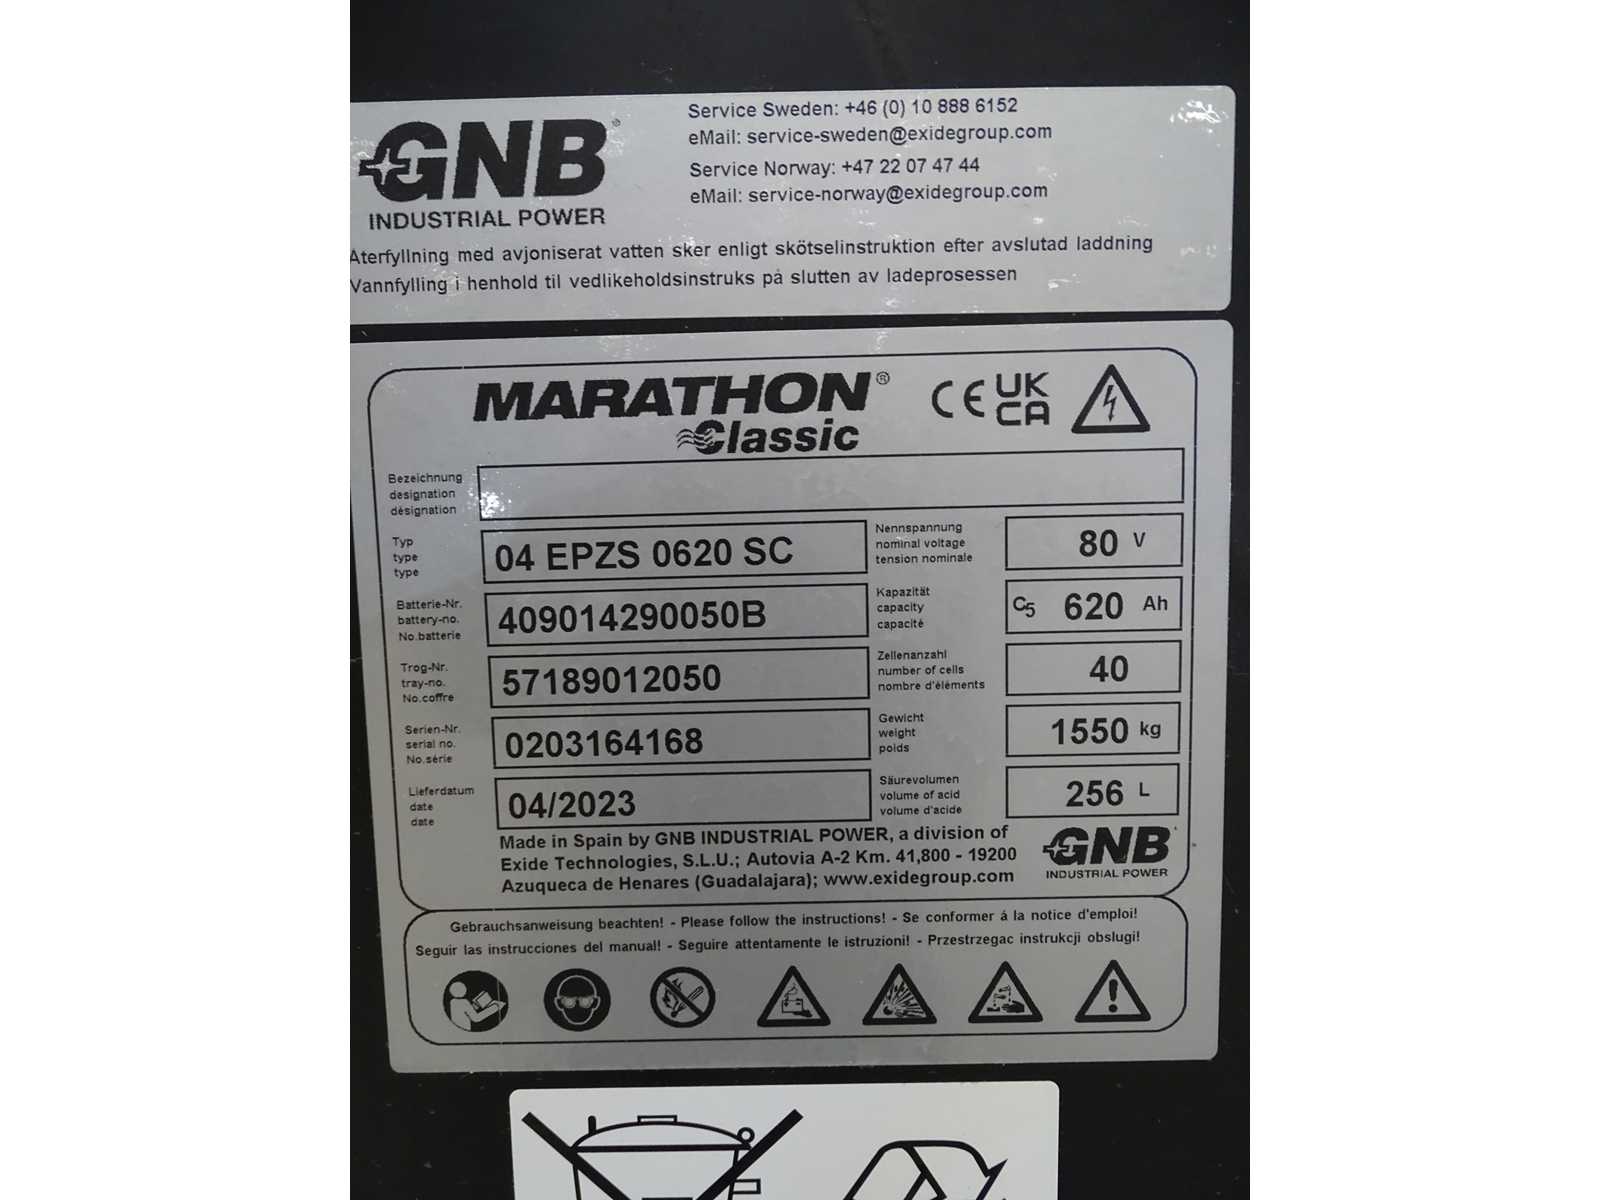 GNB®
INDUSTRIAL POWER
Service Sweden: +46 (0) 10 888 6152
eMail: service-sweden@exidegroup.com
Service Norway: +47 22 07 47 44
eMail: service-norway@exidegroup.com
Återfyllning med avjoniserat vatten sker enligt skötselinstruktion efter avslutad laddning
Vannfylling i henhold til vedlikeholdsinstruks på slutten av ladeprosessen
MARATHON®
Classic
CE UK
CA
Bezeichnung
designation
désignation
Typ
type
type
04 EPZS 0620 SC
Nennspannung
nominal voltage
tension nominale
80 V
Batterie-Nr.
battery-no.
No.batterie
409014290050B
Kapazität
capacity
capacité
C5 620 Ah
Trog-Nr.
tray-no.
No.coffre
57189012050
Zellenanzahl
number of cells
nombre d'éléments
40
Serien-Nr.
serial no.
No.série
0203164168
Gewicht
weight
poids
1550 kg
Lieferdatum
date
date
04/2023
Säurevolumen
volume of acid
volume d'acide
256 L
Made in Spain by GNB INDUSTRIAL POWER, a division of
Exide Technologies, S.L.U.; Autovia A-2 Km. 41,800 - 19200
Azuqueca de Henares (Guadalajara); www.exidegroup.com
GNB
INDUSTRIAL POWER
Gebrauchsanweisung beachten! - Please follow the instructions! - Se conformer á la notice d'emploi!
Seguir las instrucciones del manual! - Seguire attentamente le istruzioni! - Przestrzegac instrukcji obslugi!